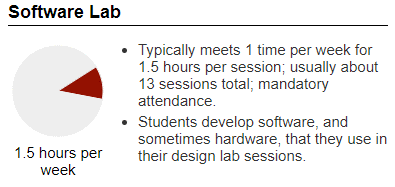 Software Lab
Typically meets 1 time per week for
1.5 hours per session; usually about
13 sessions total; mandatory
attendance.
Students develop software, and
sometimes hardware, that they use in
their design lab sessions.
1.5 hours per
week